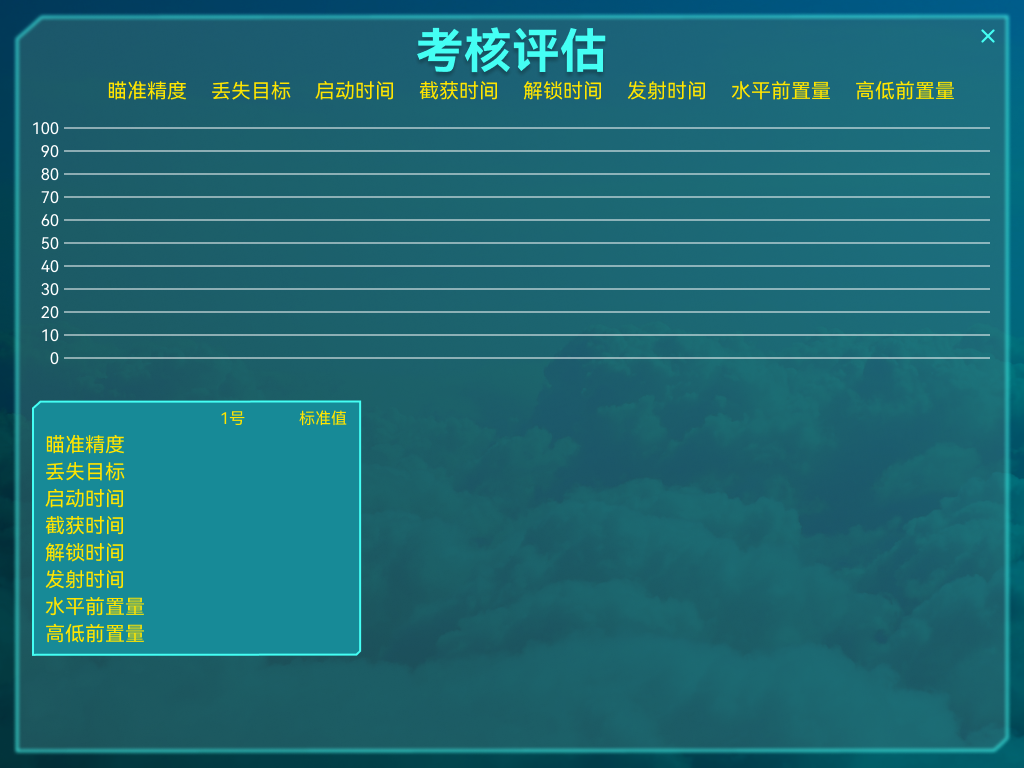 考核评估
×
瞄准精度 丢失目标 启动时间 截获时间 解锁时间 发射时间 水平前置量 高低前置量
100
90
80
70
60
50
40
30
20
10
0
1号 标准值
瞄准精度
丢失目标
启动时间
截获时间
解锁时间
发射时间
水平前置量
高低前置量